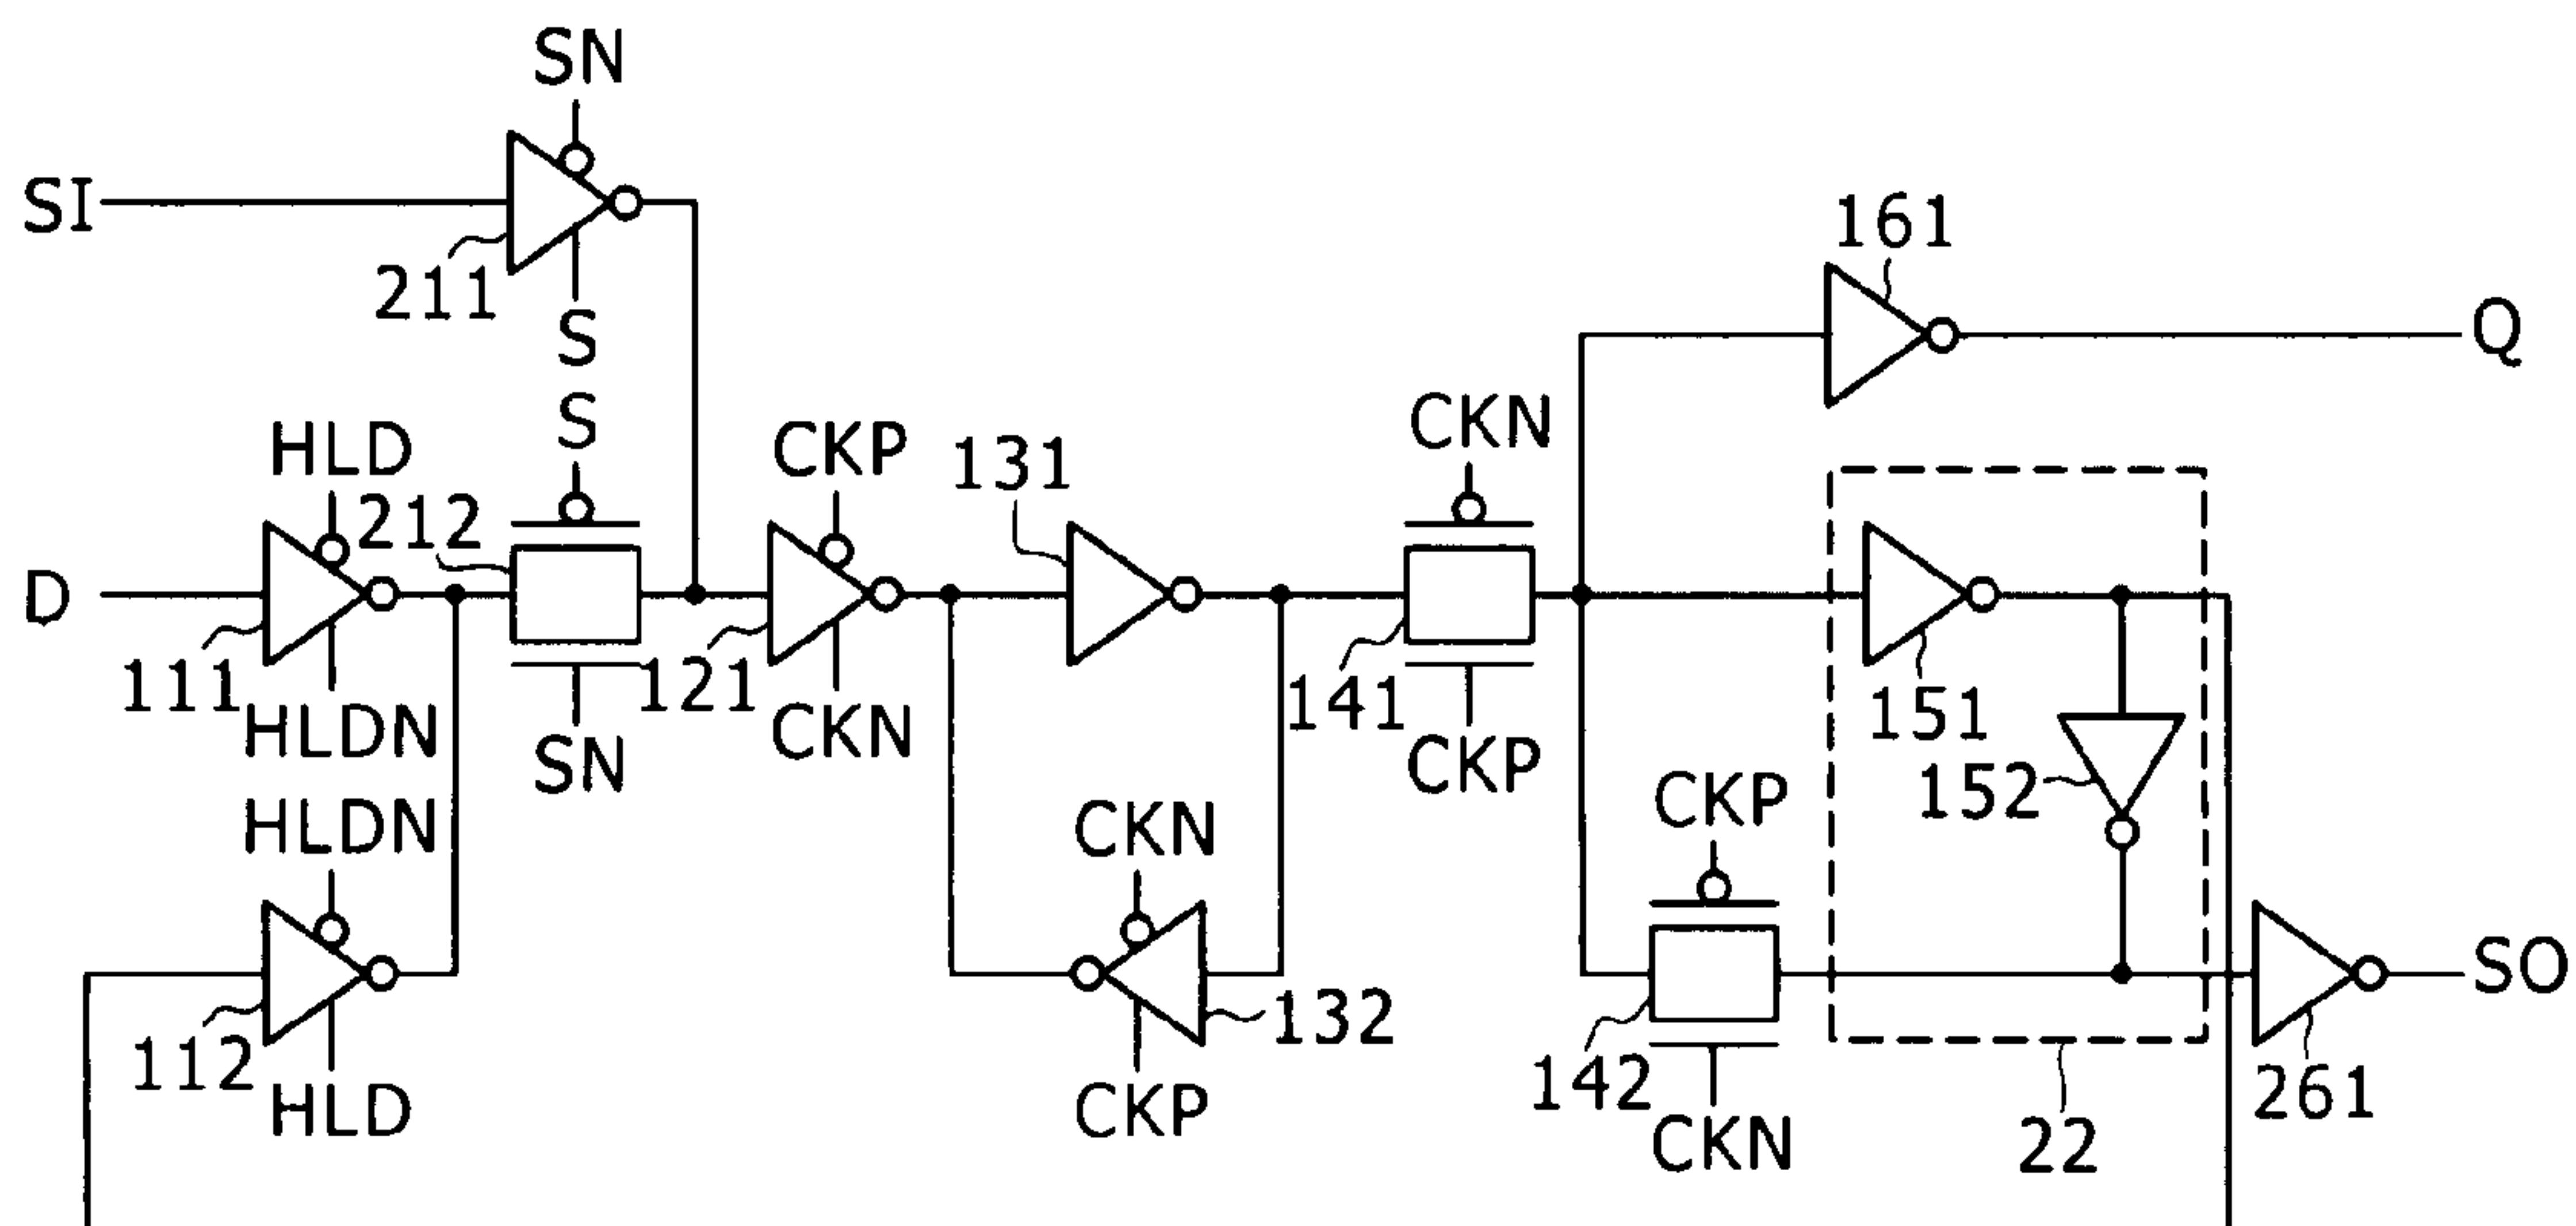 SN
SI
211
S
161
Q
S
HLD
212
CKP
131
CKN
D
111
HLDN
SN
121
CKN
141
CKP
151
152
HLDN
CKN
CKP
112
HLD
132
CKP
142
CKN
SO
261
22